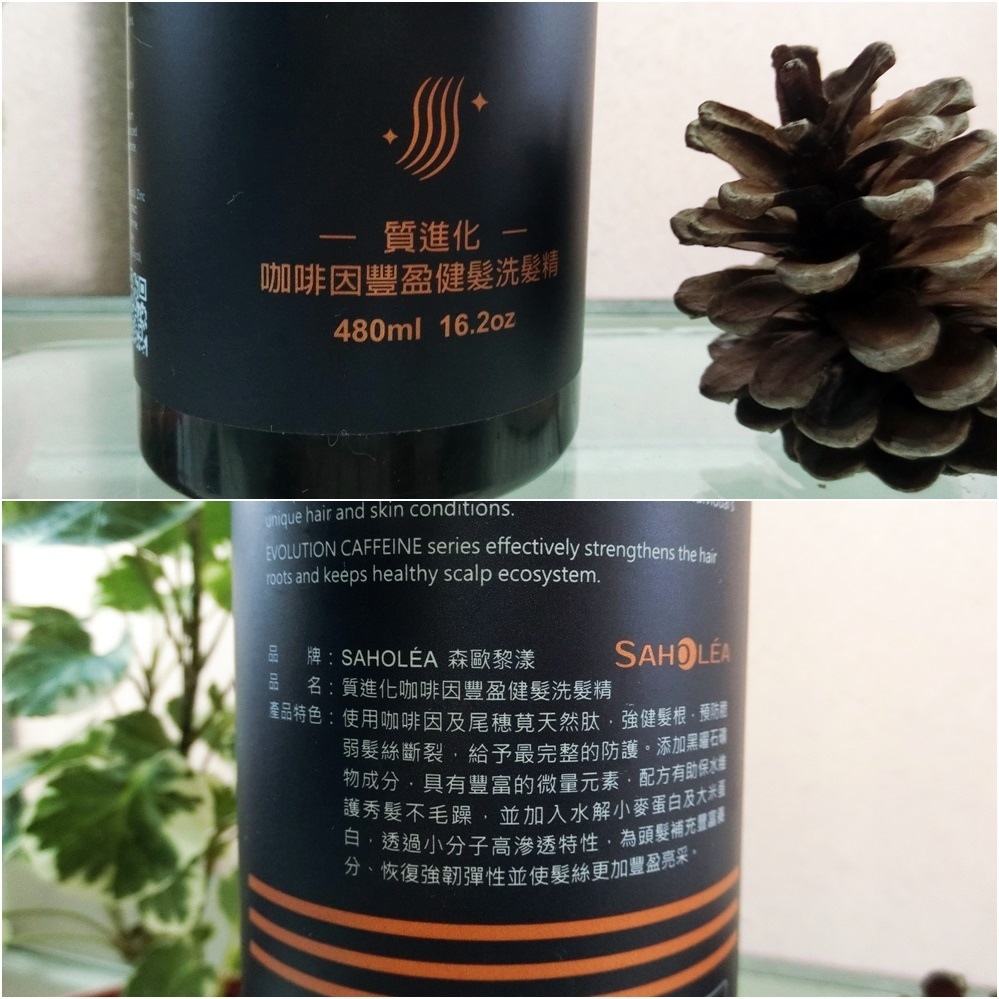 質進化
咖啡因豐盈健髮洗髮精
480ml 16.2oz
unique hair and skin conditions.
EVOLUTION CAFFEINE series effectively strengthens the hair
roots and keeps healthy scalp ecosystem.
SAHOLÉA
品牌：SAHOLÉA 森歐黎漾
品名：質進化咖啡因豐盈健髮洗髮精
產品特色：使用咖啡因及尾穗莧天然肽，強健髮根，預防脆
弱髮絲斷裂，給予最完整的防護。添加黑曜石礦
物成分，具有豐富的微量元素，配方有助保水維
護秀髮不毛躁，並加入水解小麥蛋白及大米蛋
白，透過小分子高滲透特性，為頭髮補充豐富養
分、恢復強韌彈性並使髮絲更加豐盈亮采。